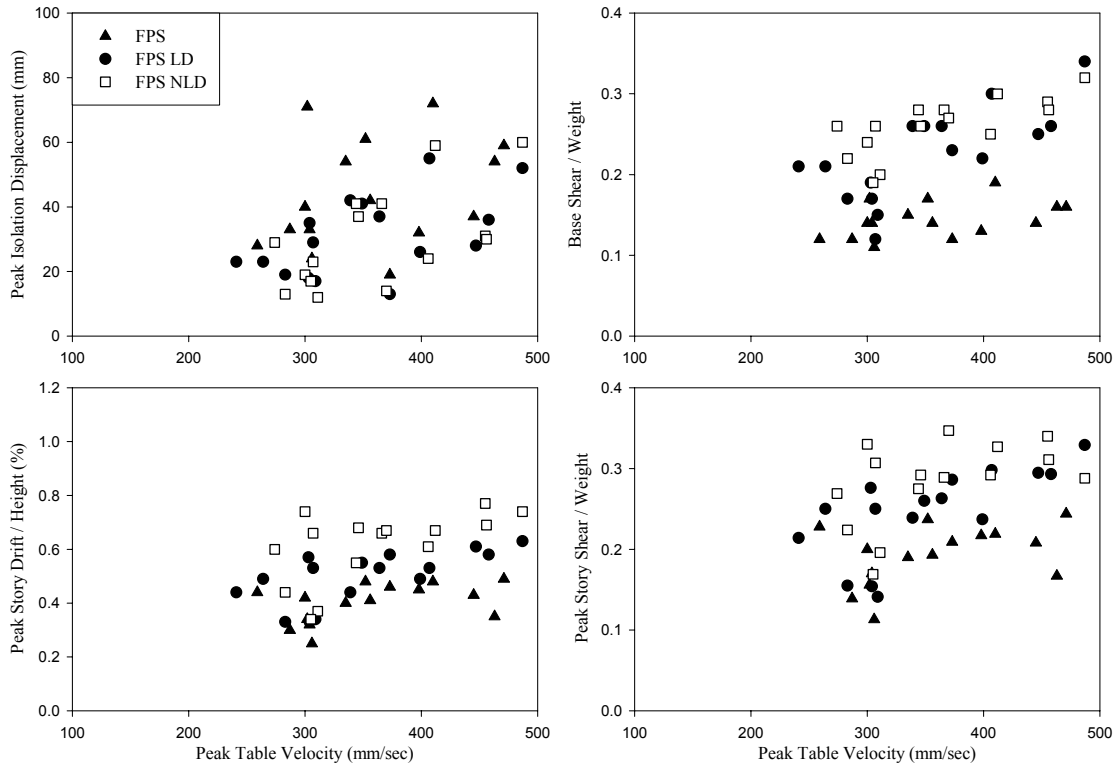 100
80
60
40
20
0
Peak Isolation Displacement (mm)
FPS
FPS LD
FPS NLD
100 200 300 400 500
0.4
0.3
0.2
0.1
0.0
Base Shear / Weight
100 200 300 400 500
1.2
1.0
0.8
0.6
0.4
0.2
0.0
Peak Story Drift / Height (%)
100 200 300 400 500
Peak Table Velocity (mm/sec)
0.4
0.3
0.2
0.1
0.0
Peak Story Shear / Weight
100 200 300 400 500
Peak Table Velocity (mm/sec)